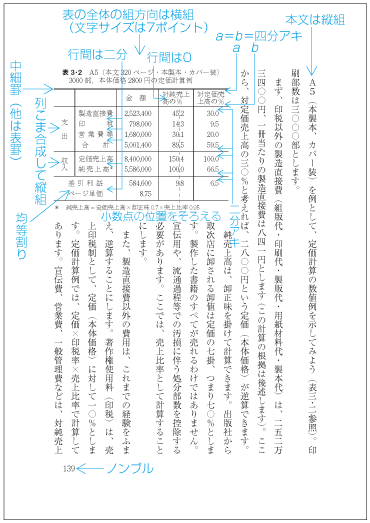 表の全体の組方向は横組
(文字サイズは7ポイント)
本文は縦組
a=b=四分アキ
a b
行間は二分
行間は0
中細罫(他は表罫)
列ごま合成して縦組
均等割り
表3・2 A5(本文320ページ・本製本・カバー装)
3000部,本体価格2800円の定価計算例
金額 対純売上高の% 対定価売上高の%
支出
製造直接費 2,523,400 45.2 30.0
印税 798,000 14.3 9.5
営業費等 1,680,000 30.1 20.0
合計 5,001,400 89.5 59.5
収入
定価売上高 8,400,000 150.4 100.0
純売上高* 5,586,000 100.0 66.5
差引利益 584,600 9.8 6.5
ページ単価 8.75
* 純売上高=定価売上高×卸正味0.7×売上比率0.95
小数点の位置をそろえる
二分アキ
A5(本製本、カバー装)を例として、定価計算の数値例を示してみよう(表三・二参照)。印
刷部数は三〇〇〇部とします。
まず、印税以外の製造直接費(組版代・印刷代・製版代・用紙材料代・製本代)は、二五二万
三四〇〇円、一冊当たりの製造直接費は八四一円とします(この計算の根拠は後述します)。ここ
から、対定価売上高の三〇%と考えれば、二八〇〇円という定価(本体価格)が逆算できます。
純売上高は、卸正味を掛けて計算できます。出版社から
取次店に卸される卸値は定価の七掛、つまり七〇%としま
す。製作した書籍のすべてが売れるわけではありません。
宣伝用や、流通過程等での汚損に伴う処分部数を控除する
必要があります。ここでは、売上比率として計算すること
にします。
また、製造直接費以外の費用は、これまでの経験をふま
え、逆算することにします。著作権使用料(印税)は、売
上印税制として、定価(本体価格)に対して一〇%としま
す。定価計算例では、定価×印税率×売上比率で計算して
あります。宣伝費、営業費、一般管理費などは、対純売上
139
ノンブル